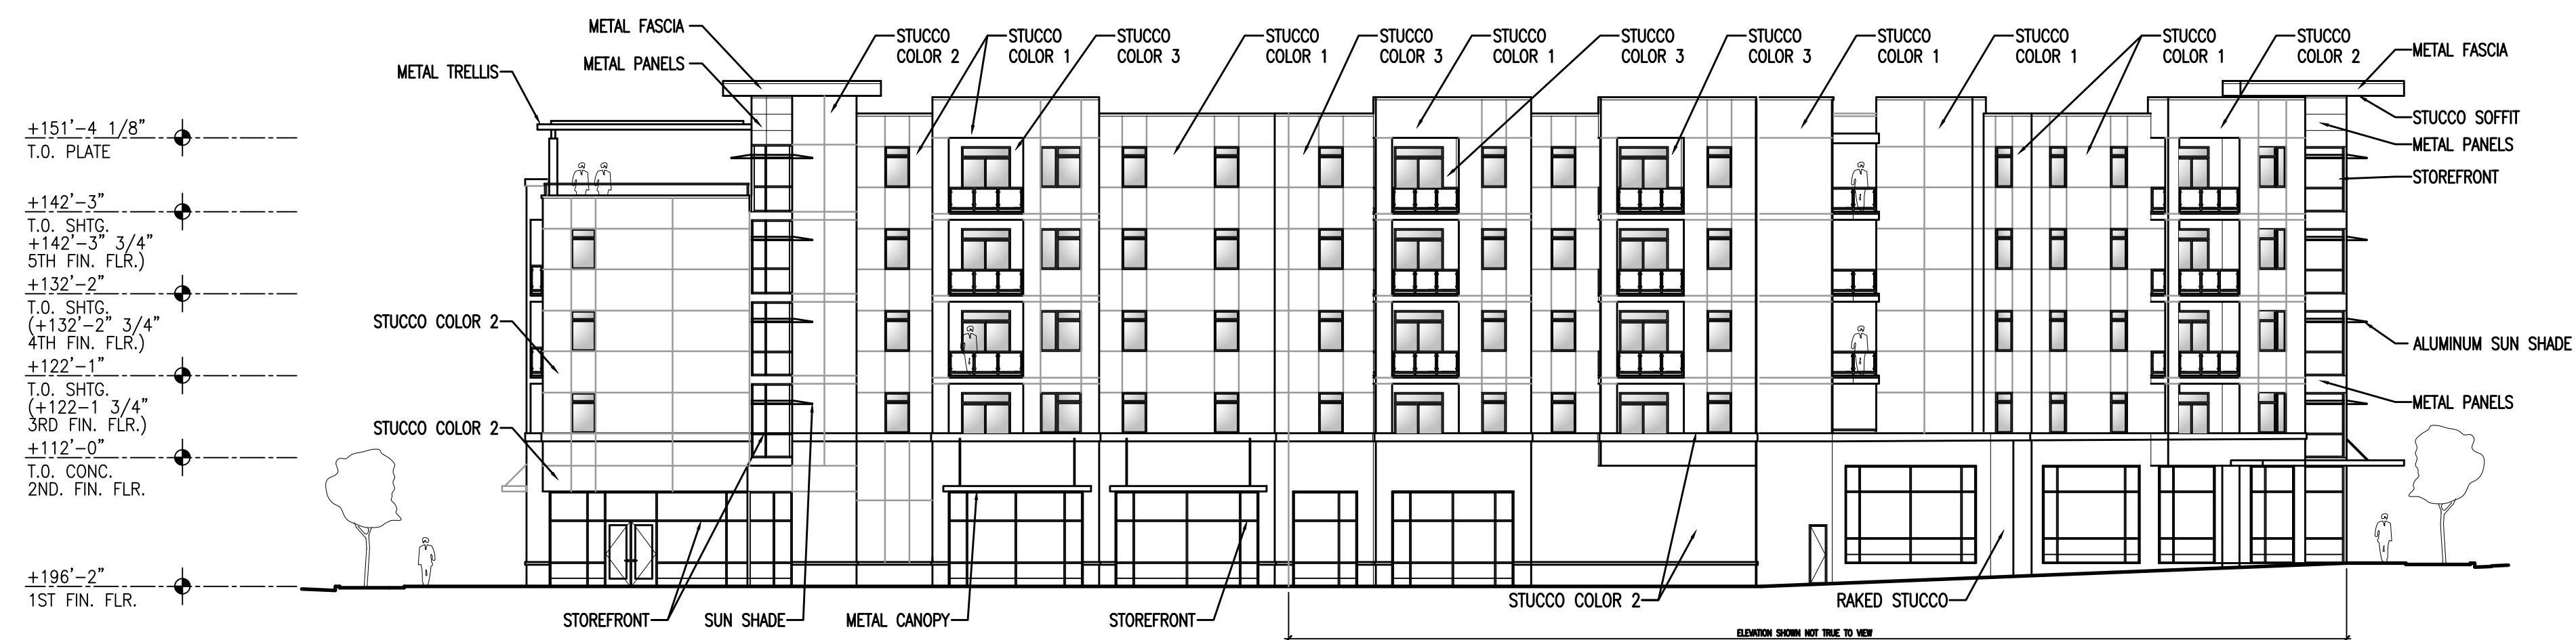 METAL FASCIA
METAL PANELS
METAL TRELLIS
STUCCO
COLOR 2
STUCCO
COLOR 1
STUCCO
COLOR 3
STUCCO
COLOR 1
STUCCO
COLOR 3
STUCCO
COLOR 1
STUCCO
COLOR 3
STUCCO
COLOR 3
STUCCO
COLOR 1
STUCCO
COLOR 1
STUCCO
COLOR 1
STUCCO
COLOR 2
METAL FASCIA
STUCCO SOFFIT
METAL PANELS
STOREFRONT
ALUMINUM SUN SHADE
METAL PANELS
+151'-4 1/8"
T.O. PLATE
+142'-3"
T.O. SHTG.
+142'-3" 3/4"
5TH FIN. FLR.)
+132'-2"
T.O. SHTG.
(+132'-2" 3/4"
4TH FIN. FLR.)
+122'-1"
T.O. SHTG.
(+122-1 3/4"
3RD FIN. FLR.)
+112'-0"
T.O. CONC.
2ND. FIN. FLR.
+196'-2"
1ST FIN. FLR.
STUCCO COLOR 2
STUCCO COLOR 2
STOREFRONT
SUN SHADE
METAL CANOPY
STOREFRONT
STUCCO COLOR 2
RAKED STUCCO
ELEVATION SHOWN NOT TRUE TO VIEW